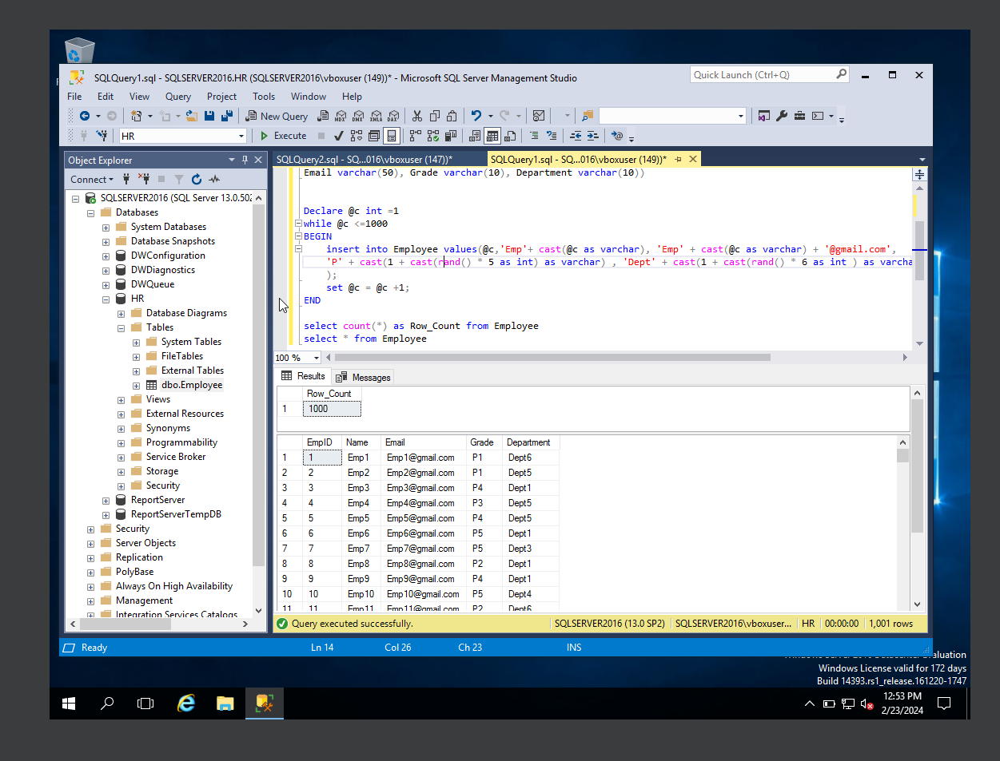 SQLQuery1.sql - SQLSERVER2016.HR (SQLSERVER2016\vboxuser (149))* - Microsoft SQL Server Management Studio
Quick Launch (Ctrl+Q)
File Edit View Query Project Tools Window Help
New Query MDX DMX XMLA DAX
HR Execute
Object Explorer
Connect
SQLSERVER2016 (SQL Server 13.0.502
Databases
System Databases
Database Snapshots
DWConfiguration
DWDiagnostics
DWQueue
HR
Database Diagrams
Tables
System Tables
FileTables
External Tables
dbo.Employee
Views
External Resources
Synonyms
Programmability
Service Broker
Storage
Security
ReportServer
ReportServerTempDB
Security
Server Objects
Replication
PolyBase
Always On High Availability
Management
Integration Services Catalogs
SQLQuery2.sql - SQ...016\vboxuser (147))* SQLQuery1.sql - SQ...016\vboxuser (149))*
Email varchar(50), Grade varchar(10), Department varchar(10))
Declare @c int =1
while @c <=1000
BEGIN
insert into Employee values(@c,'Emp'+ cast(@c as varchar), 'Emp' + cast(@c as varchar) + '@gmail.com',
'P' + cast(1 + cast(rand() * 5 as int) as varchar) , 'Dept' + cast(1 + cast(rand() * 6 as int ) as varcha
);
set @c = @c +1;
END
select count(*) as Row_Count from Employee
select * from Employee
100 %
Results Messages
Row_Count
1 1000
EmpID Name Email Grade Department
1 1 Emp1 Emp1@gmail.com P1 Dept6
2 2 Emp2 Emp2@gmail.com P1 Dept5
3 3 Emp3 Emp3@gmail.com P4 Dept1
4 4 Emp4 Emp4@gmail.com P3 Dept5
5 5 Emp5 Emp5@gmail.com P4 Dept5
6 6 Emp6 Emp6@gmail.com P5 Dept1
7 7 Emp7 Emp7@gmail.com P5 Dept3
8 8 Emp8 Emp8@gmail.com P2 Dept1
9 9 Emp9 Emp9@gmail.com P4 Dept1
10 10 Emp10 Emp10@gmail.com P5 Dept4
11 11 Emp11 Emp11@gmail.com P2 Dept6
Query executed successfully. SQLSERVER2016 (13.0 SP2) SQLSERVER2016\vboxuser... HR 00:00:00 1,001 rows
Ready Ln 14 Col 26 Ch 23 INS
Windows License valid for 172 days
Build 14393.rs1_release.161220-1747
12:53 PM
2/23/2024